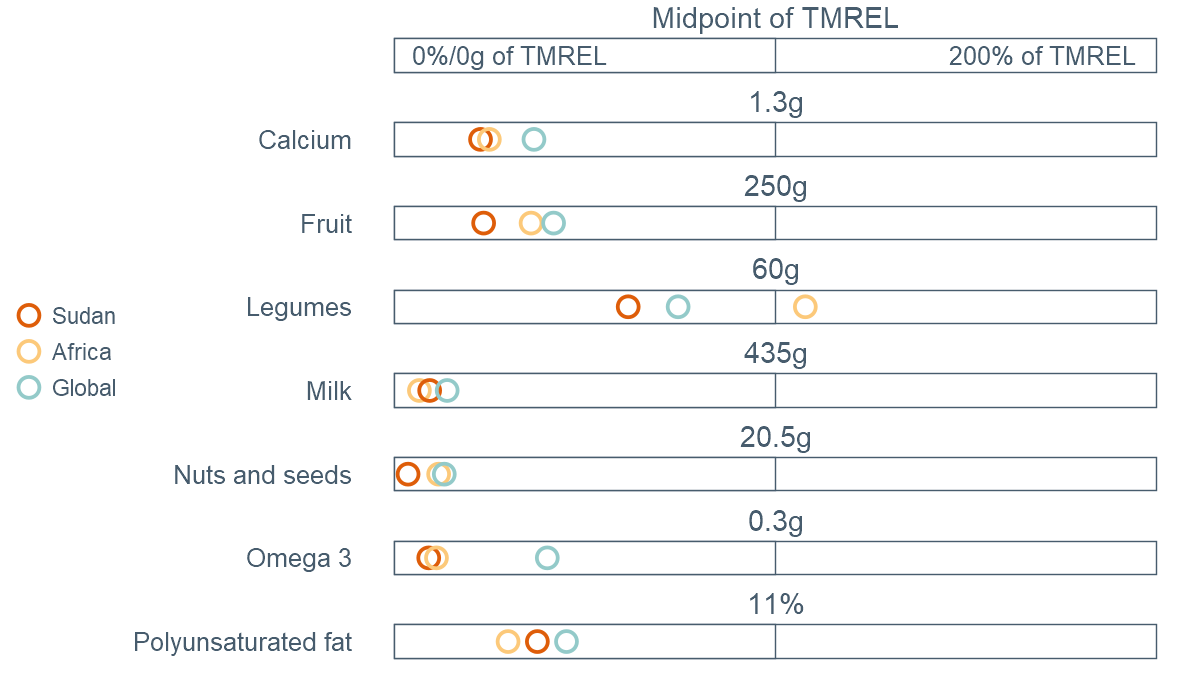 Midpoint of TMREL
0%/0g of TMREL
200% of TMREL
1.3g
Calcium
250g
Fruit
60g
Legumes
435g
Milk
20.5g
Nuts and seeds
0.3g
Omega 3
11%
Polyunsaturated fat
Sudan
Africa
Global